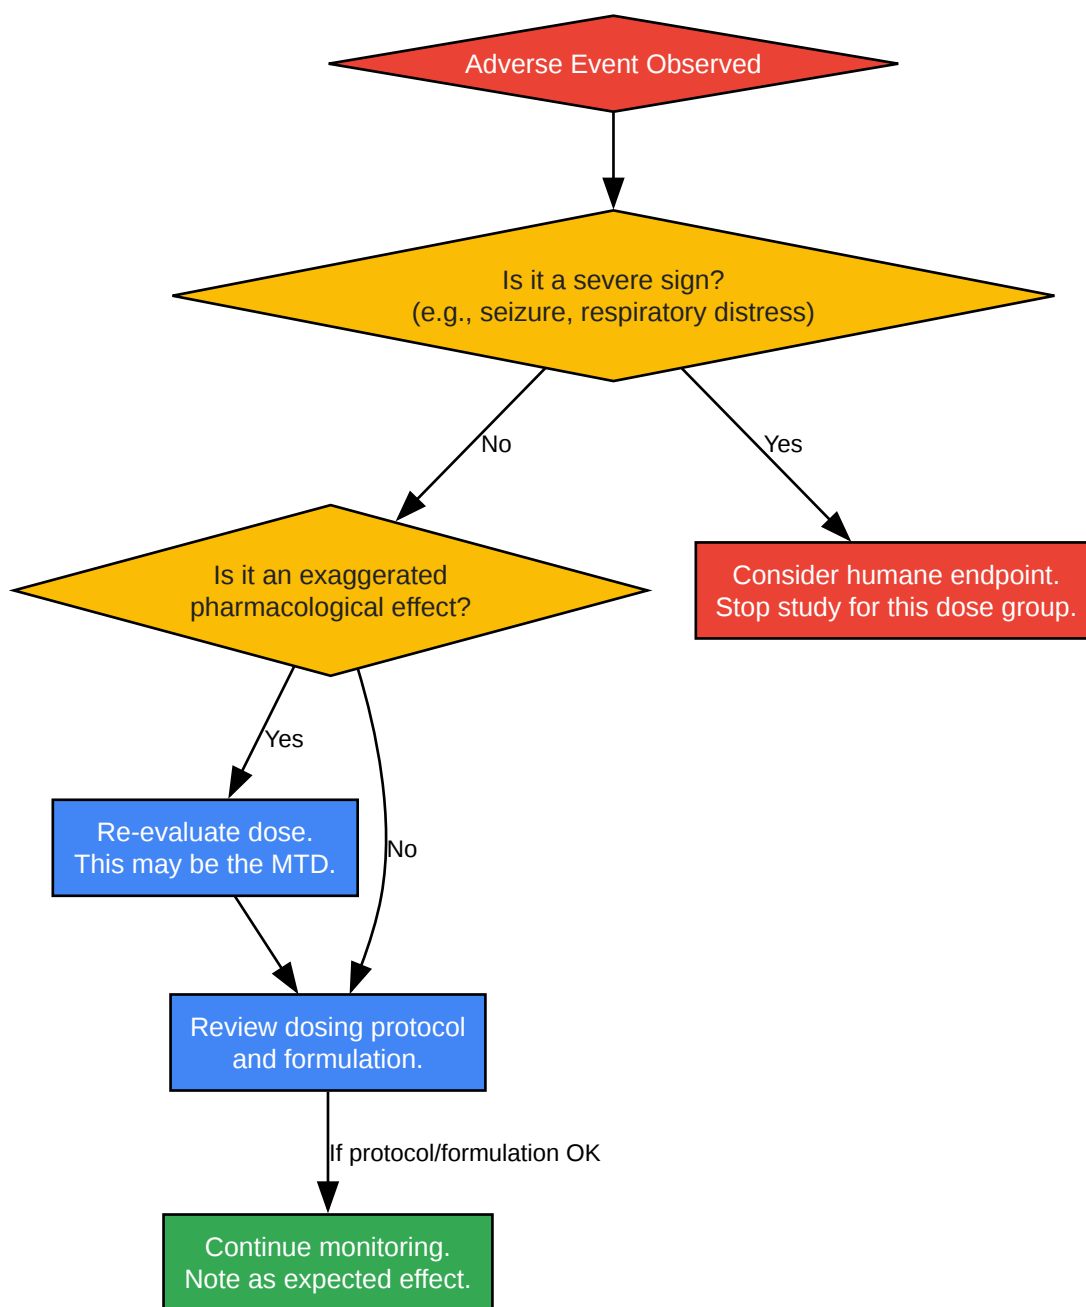 Adverse Event Observed
Is it a severe sign?
(e.g., seizure, respiratory distress)
No
Yes
Is it an exaggerated
pharmacological effect?
Consider humane endpoint.
Stop study for this dose group.
Yes
Re-evaluate dose.
This may be the MTD.
No
Review dosing protocol
and formulation.
If protocol/formulation OK
Continue monitoring.
Note as expected effect.